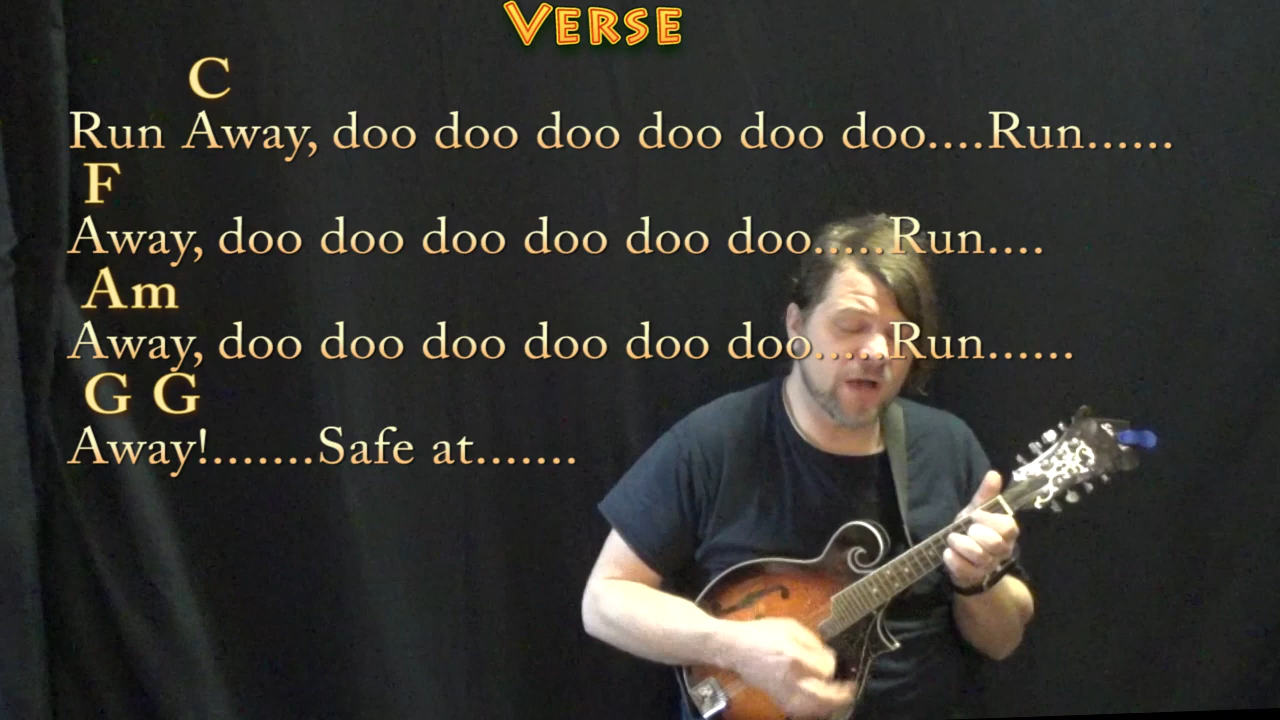 VERSE
C
Run Away, doo doo doo doo doo doo....Run......
F
Away, doo doo doo doo doo doo.....Run....
Am
Away, doo doo doo doo doo doo.....Run......
G G
Away!.......Safe at.......